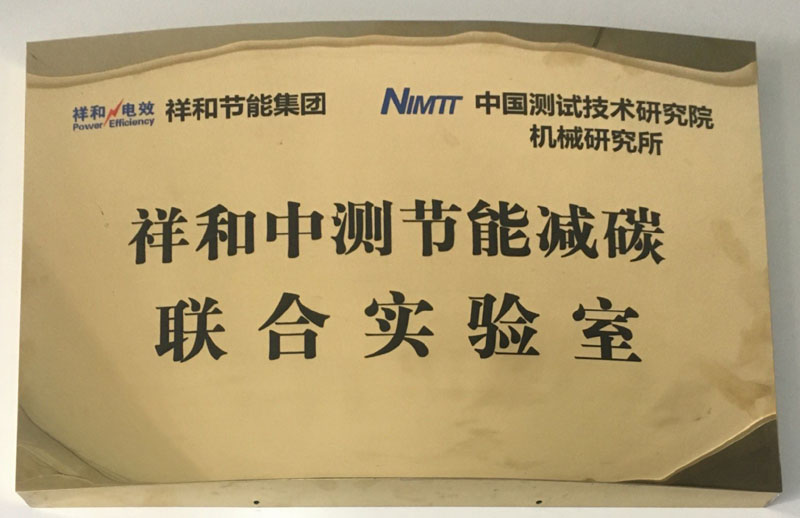 祥和电效 祥和节能集团 NIMTT 中国测试技术研究院
Power Efficiency 机械研究所
祥和中测节能减碳
联合实验室